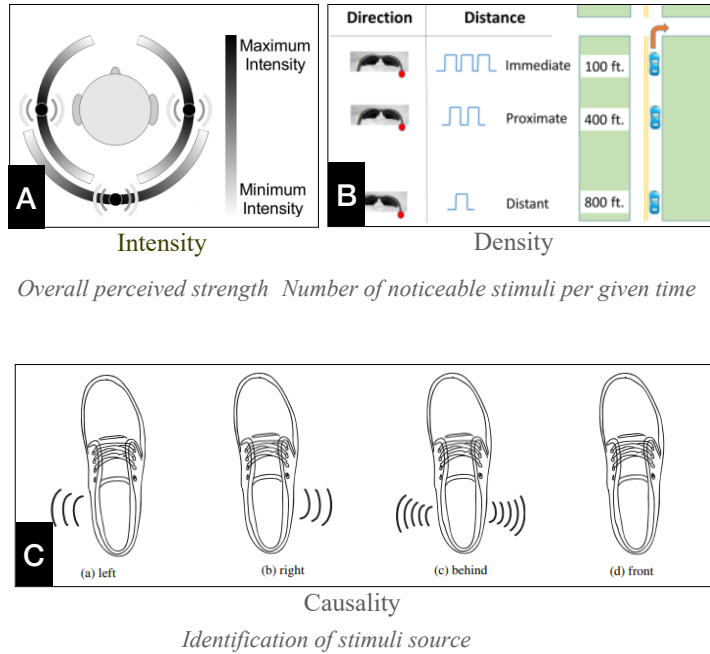 Maximum
Intensity
Minimum
Intensity
A
Intensity
Overall perceived strength
Direction Distance
Immediate 100 ft.
Proximate 400 ft.
Distant 800 ft.
B
Density
Number of noticeable stimuli per given time
C
(a) left (b) right (c) behind (d) front
Causality
Identification of stimuli source